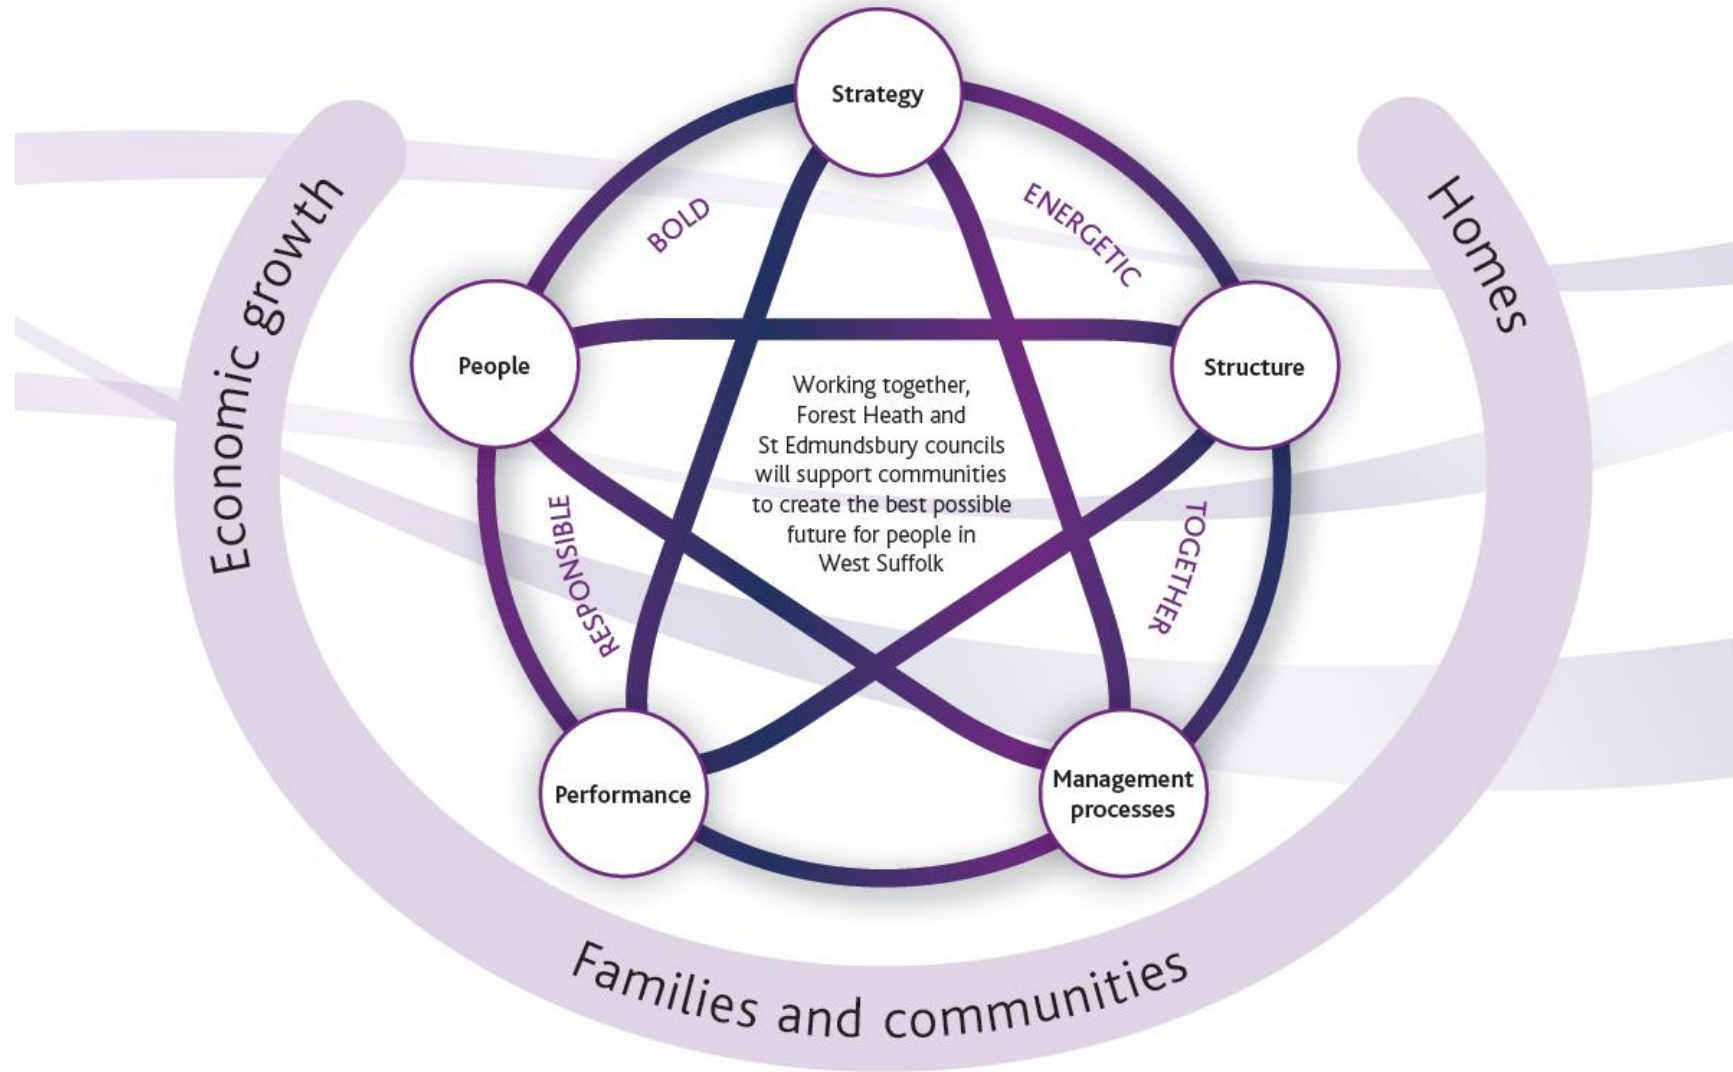 Strategy
BOLD
ENERGETIC
Economic growth
Homes
People
Structure
Working together,
Forest Heath and
St Edmundsbury councils
will support communities
to create the best possible
future for people in
West Suffolk
RESPONSIBLE
TOGETHER
Performance
Management
processes
Families and communities